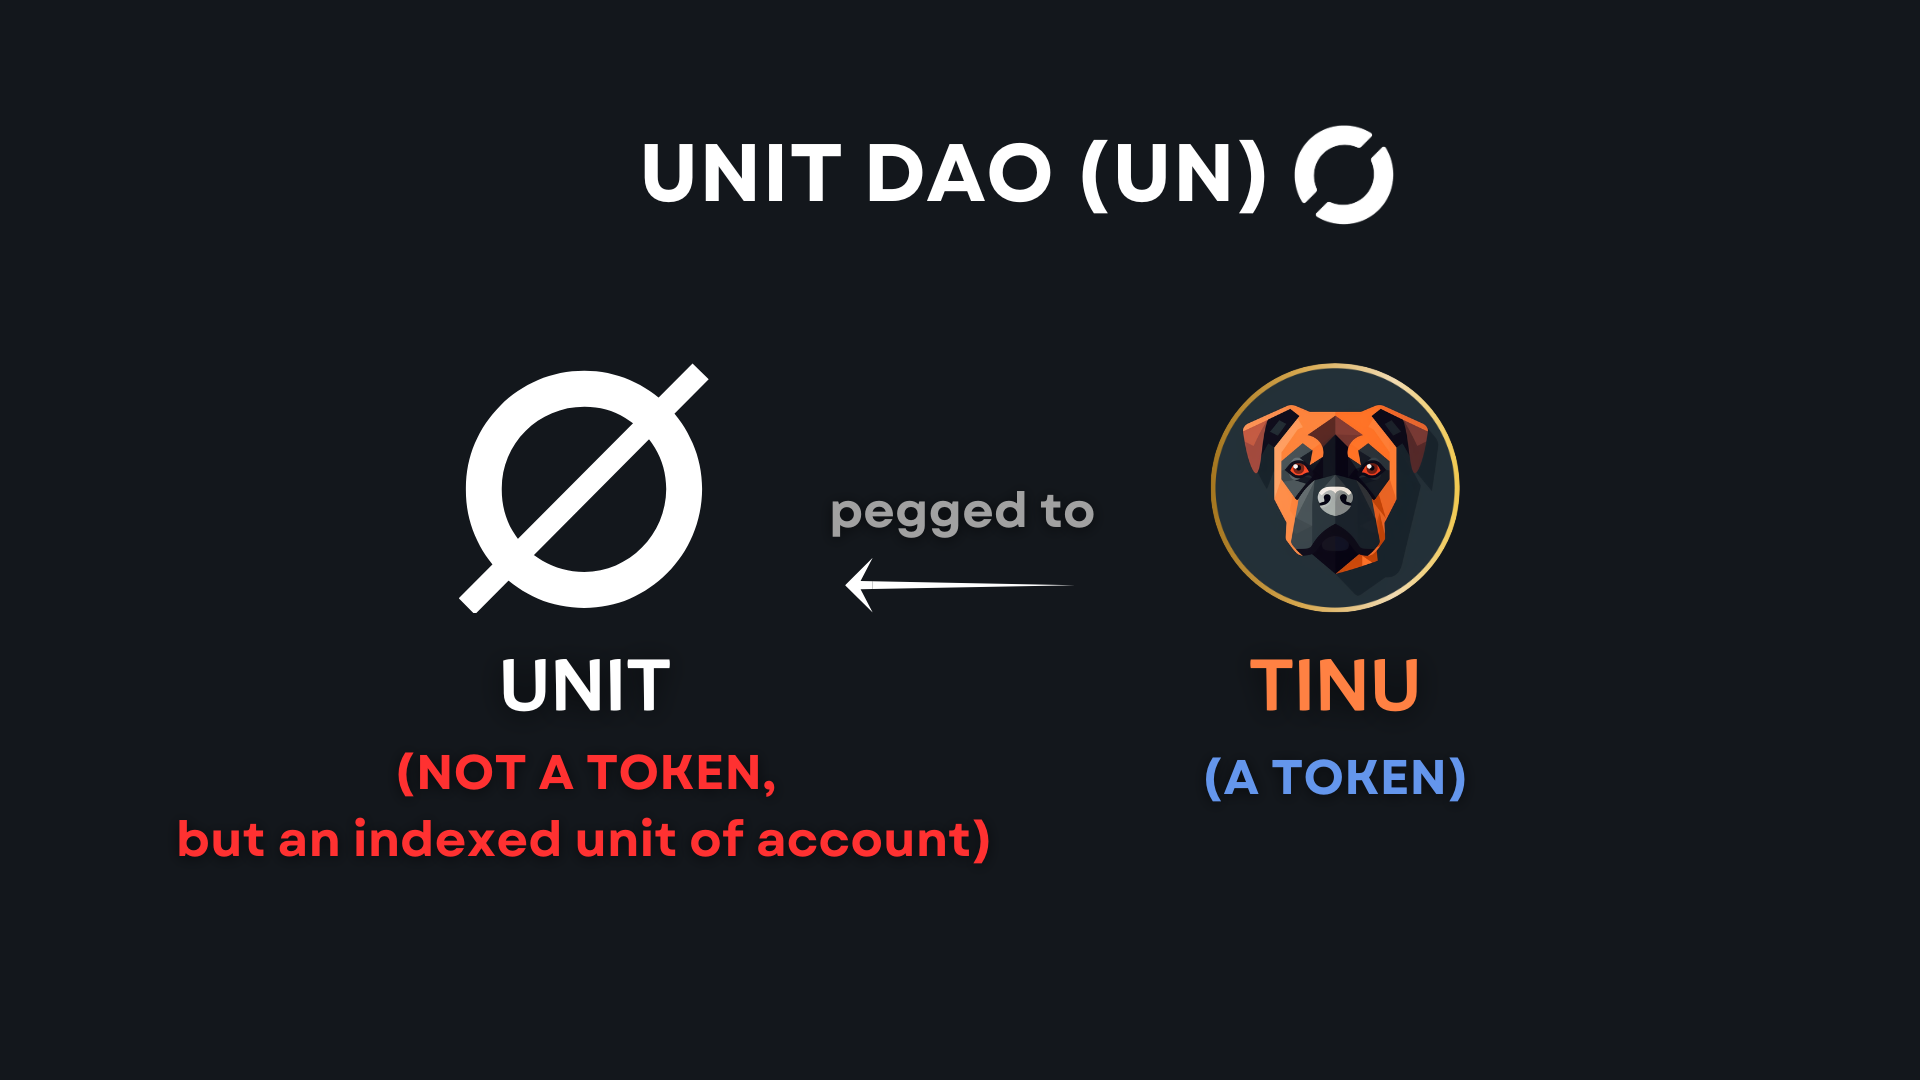 UNIT DAO (UN)
pegged to
UNIT
TINU
(NOT A TOKEN,
but an indexed unit of account)
(A TOKEN)